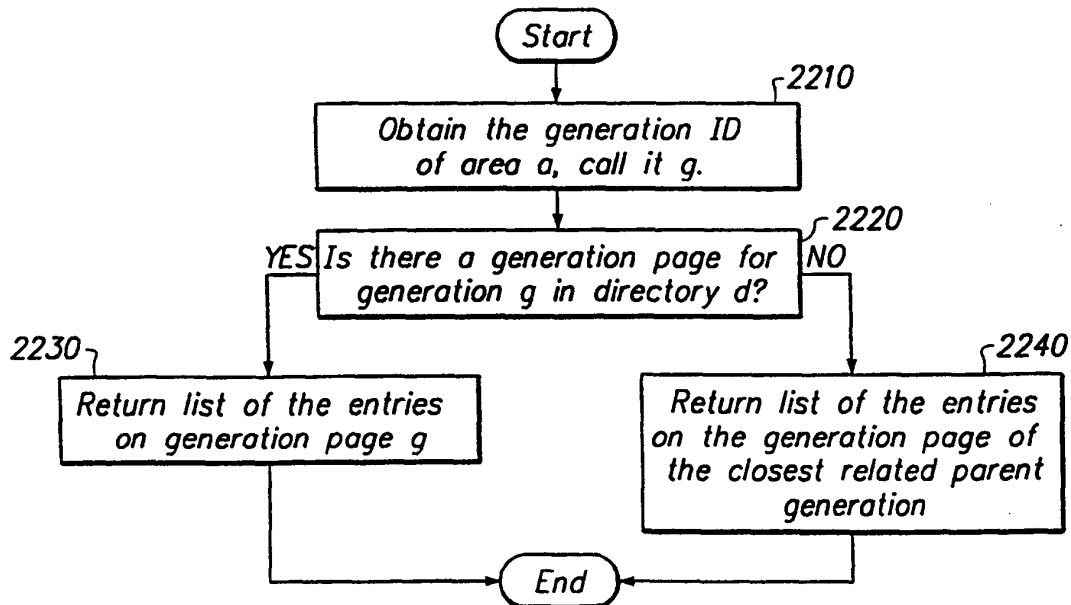 Start
2210
Obtain the generation ID
of area a, call it g.
2220
YES
Is there a generation page for
generation g in directory d?
NO
2230
Return list of the entries
on generation page g
2240
Return list of the entries
on the generation page of
the closest related parent
generation
End